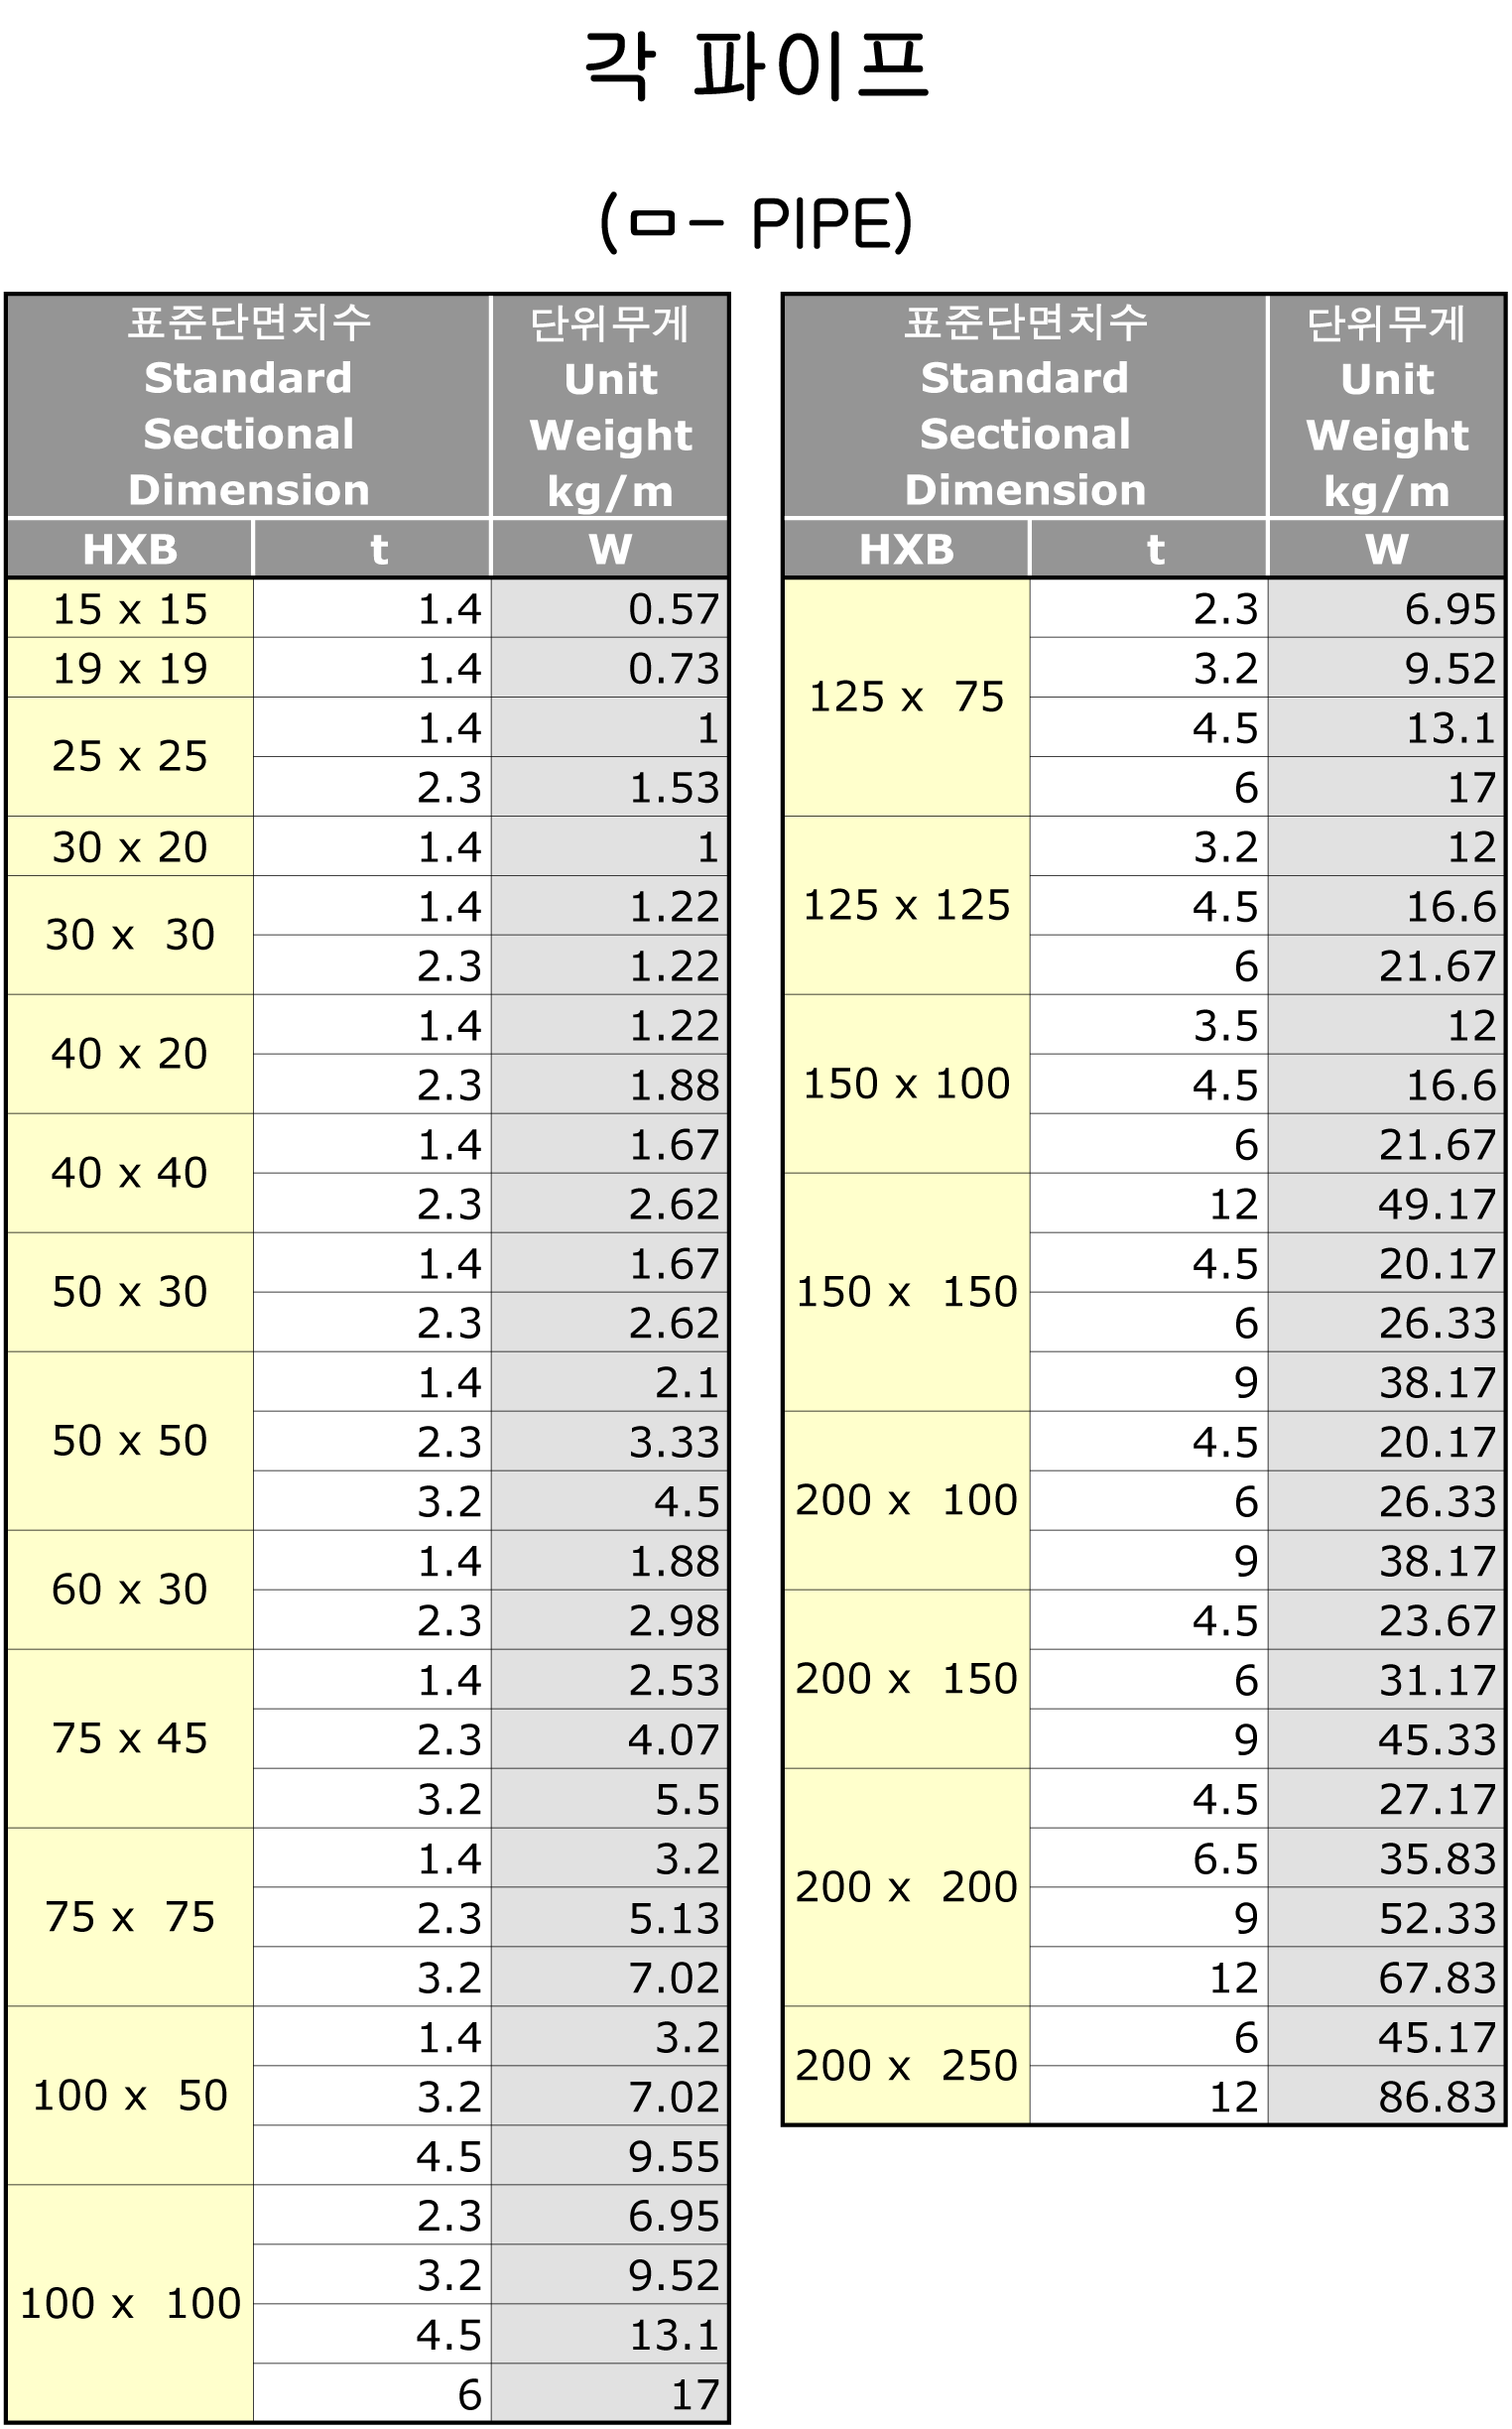 각 파이프
(ㅁ- PIPE)
표준단면치수 단위무게
Standard Unit
Sectional Weight
Dimension kg/m
HXB t W
15 x 15 1.4 0.57
19 x 19 1.4 0.73
25 x 25 1.4 1
2.3 1.53
30 x 20 1.4 1
30 x 30 1.4 1.22
2.3 1.22
40 x 20 1.4 1.22
2.3 1.88
40 x 40 1.4 1.67
2.3 2.62
50 x 30 1.4 1.67
2.3 2.62
50 x 50 1.4 2.1
2.3 3.33
3.2 4.5
60 x 30 1.4 1.88
2.3 2.98
75 x 45 1.4 2.53
2.3 4.07
3.2 5.5
75 x 75 1.4 3.2
2.3 5.13
3.2 7.02
100 x 50 1.4 3.2
3.2 7.02
4.5 9.55
100 x 100 2.3 6.95
3.2 9.52
4.5 13.1
6 17
표준단면치수 단위무게
Standard Unit
Sectional Weight
Dimension kg/m
HXB t W
125 x 75 2.3 6.95
3.2 9.52
4.5 13.1
6 17
125 x 125 3.2 12
4.5 16.6
6 21.67
150 x 100 3.5 12
4.5 16.6
6 21.67
150 x 150 12 49.17
4.5 20.17
6 26.33
9 38.17
200 x 100 4.5 20.17
6 26.33
9 38.17
200 x 150 4.5 23.67
6 31.17
9 45.33
200 x 200 4.5 27.17
6.5 35.83
9 52.33
12 67.83
200 x 250 6 45.17
12 86.83